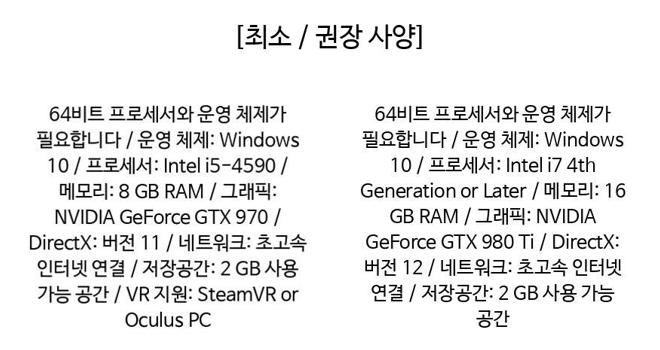 [최소 / 권장 사양]
64비트 프로세서와 운영 체제가
필요합니다 / 운영 체제: Windows
10 / 프로세서: Intel i5-4590 /
메모리: 8 GB RAM / 그래픽:
NVIDIA GeForce GTX 970 /
DirectX: 버전 11 / 네트워크: 초고속
인터넷 연결 / 저장공간: 2 GB 사용
가능 공간 / VR 지원: SteamVR or
Oculus PC
64비트 프로세서와 운영 체제가
필요합니다 / 운영 체제: Windows
10 / 프로세서: Intel i7 4th
Generation or Later / 메모리: 16
GB RAM / 그래픽: NVIDIA
GeForce GTX 980 Ti / DirectX:
버전 12 / 네트워크: 초고속 인터넷
연결 / 저장공간: 2 GB 사용 가능
공간